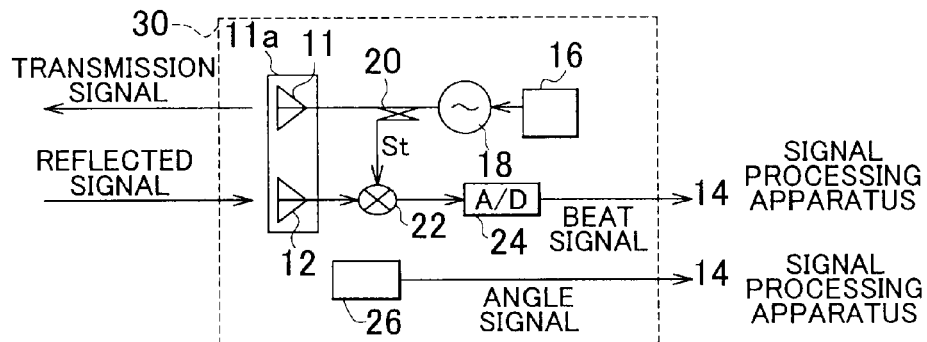 30
11a
11
20
16
TRANSMISSION
SIGNAL
St
18
REFLECTED
SIGNAL
A/D
22
24
12
BEAT
SIGNAL
14
SIGNAL
PROCESSING
APPARATUS
26
ANGLE
SIGNAL
14
SIGNAL
PROCESSING
APPARATUS